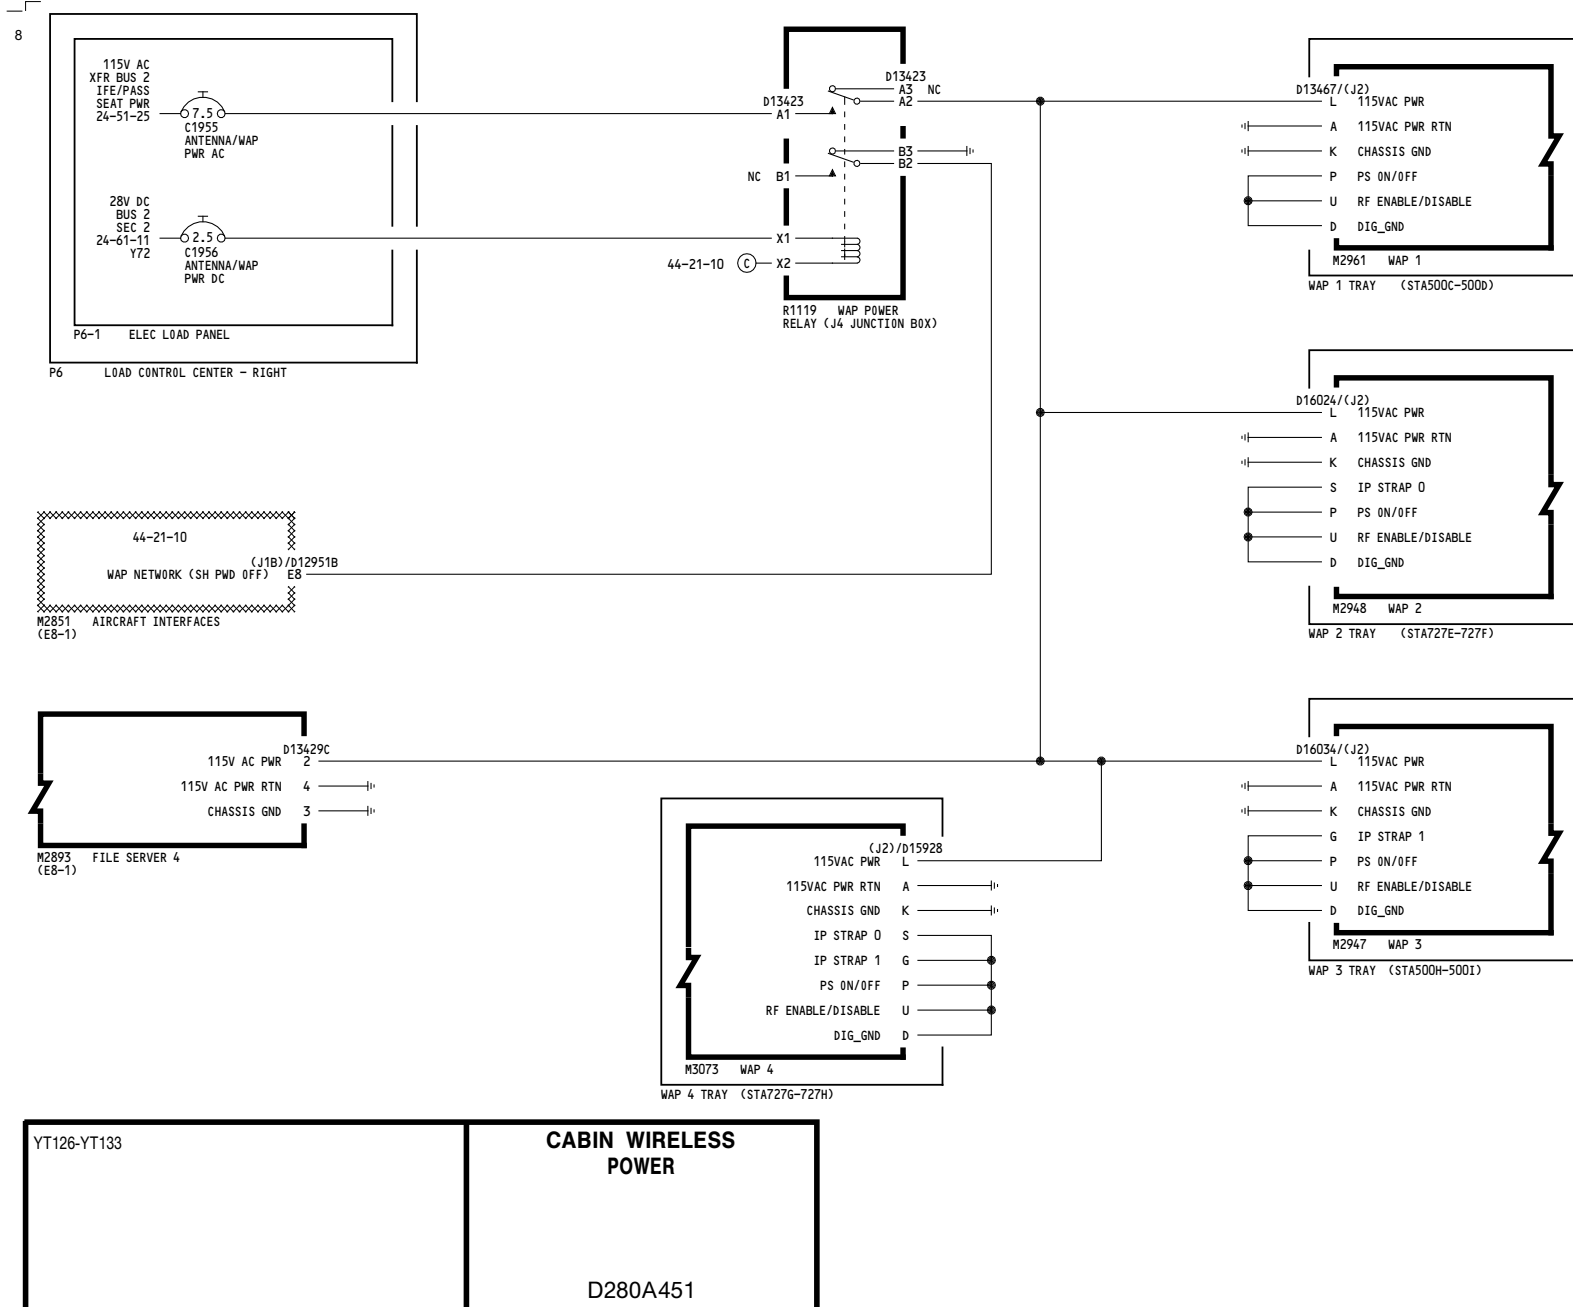 8
115V AC
XFR BUS 2
IFE/PASS
SEAT PWR
24-51-25
7.5
C1955
ANTENNA/WAP
PWR AC
28V DC
BUS 2
SEC 2
24-61-11
Y72
2.5
C1956
ANTENNA/WAP
PWR DC
P6-1 ELEC LOAD PANEL
P6 LOAD CONTROL CENTER - RIGHT
D13423
A1
D13423
A3 NC
A2
B3
B2
NC B1
X1
44-21-10 C X2
R1119 WAP POWER
RELAY (J4 JUNCTION BOX)
D13467/(J2)
L 115VAC PWR
A 115VAC PWR RTN
K CHASSIS GND
P PS ON/OFF
U RF ENABLE/DISABLE
D DIG_GND
M2961 WAP 1
WAP 1 TRAY (STA500C-500D)
D16024/(J2)
L 115VAC PWR
A 115VAC PWR RTN
K CHASSIS GND
S IP STRAP 0
P PS ON/OFF
U RF ENABLE/DISABLE
D DIG_GND
M2948 WAP 2
WAP 2 TRAY (STA727E-727F)
44-21-10
(J1B)/D12951B
WAP NETWORK (SH PWD OFF) E8
M2851 AIRCRAFT INTERFACES
(E8-1)
D13429C
115V AC PWR 2
115V AC PWR RTN 4
CHASSIS GND 3
M2893 FILE SERVER 4
(E8-1)
(J2)/D15928
115VAC PWR L
115VAC PWR RTN A
CHASSIS GND K
IP STRAP 0 S
IP STRAP 1 G
PS ON/OFF P
RF ENABLE/DISABLE U
DIG_GND D
M3073 WAP 4
WAP 4 TRAY (STA727G-727H)
D16034/(J2)
L 115VAC PWR
A 115VAC PWR RTN
K CHASSIS GND
G IP STRAP 1
P PS ON/OFF
U RF ENABLE/DISABLE
D DIG_GND
M2947 WAP 3
WAP 3 TRAY (STA500H-500I)
YT126-YT133
CABIN WIRELESS
POWER
D280A451